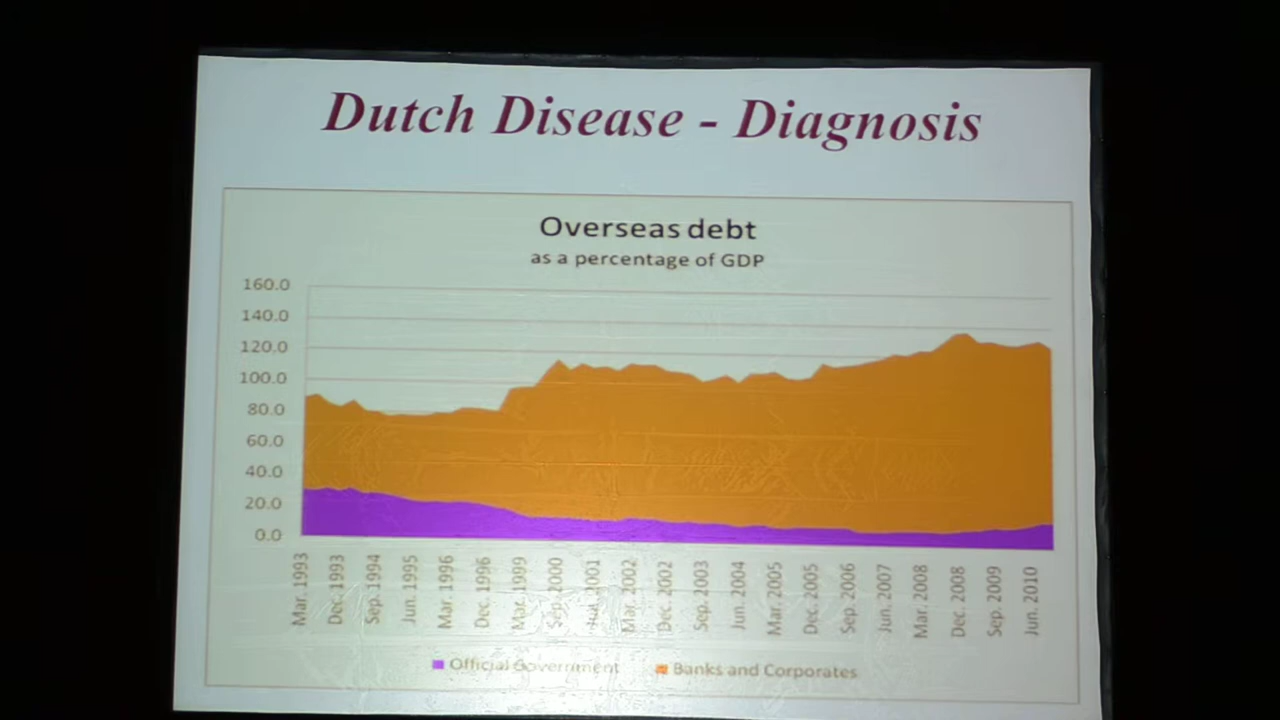 Dutch Disease - Diagnosis
Overseas debt
as a percentage of GDP
160.0
140.0
120.0
100.0
80.0
60.0
40.0
20.0
0.0
Mar. 1993
Dec. 1993
Sep. 1994
Jun. 1995
Mar. 1996
Dec. 1996
Mar. 1999
Sep. 2000
Jun. 2001
Mar. 2002
Dec. 2002
Sep. 2003
Jun. 2004
Mar. 2005
Dec. 2005
Sep. 2006
Jun. 2007
Mar. 2008
Dec. 2008
Sep. 2009
Jun. 2010
Official Government
Banks and Corporates